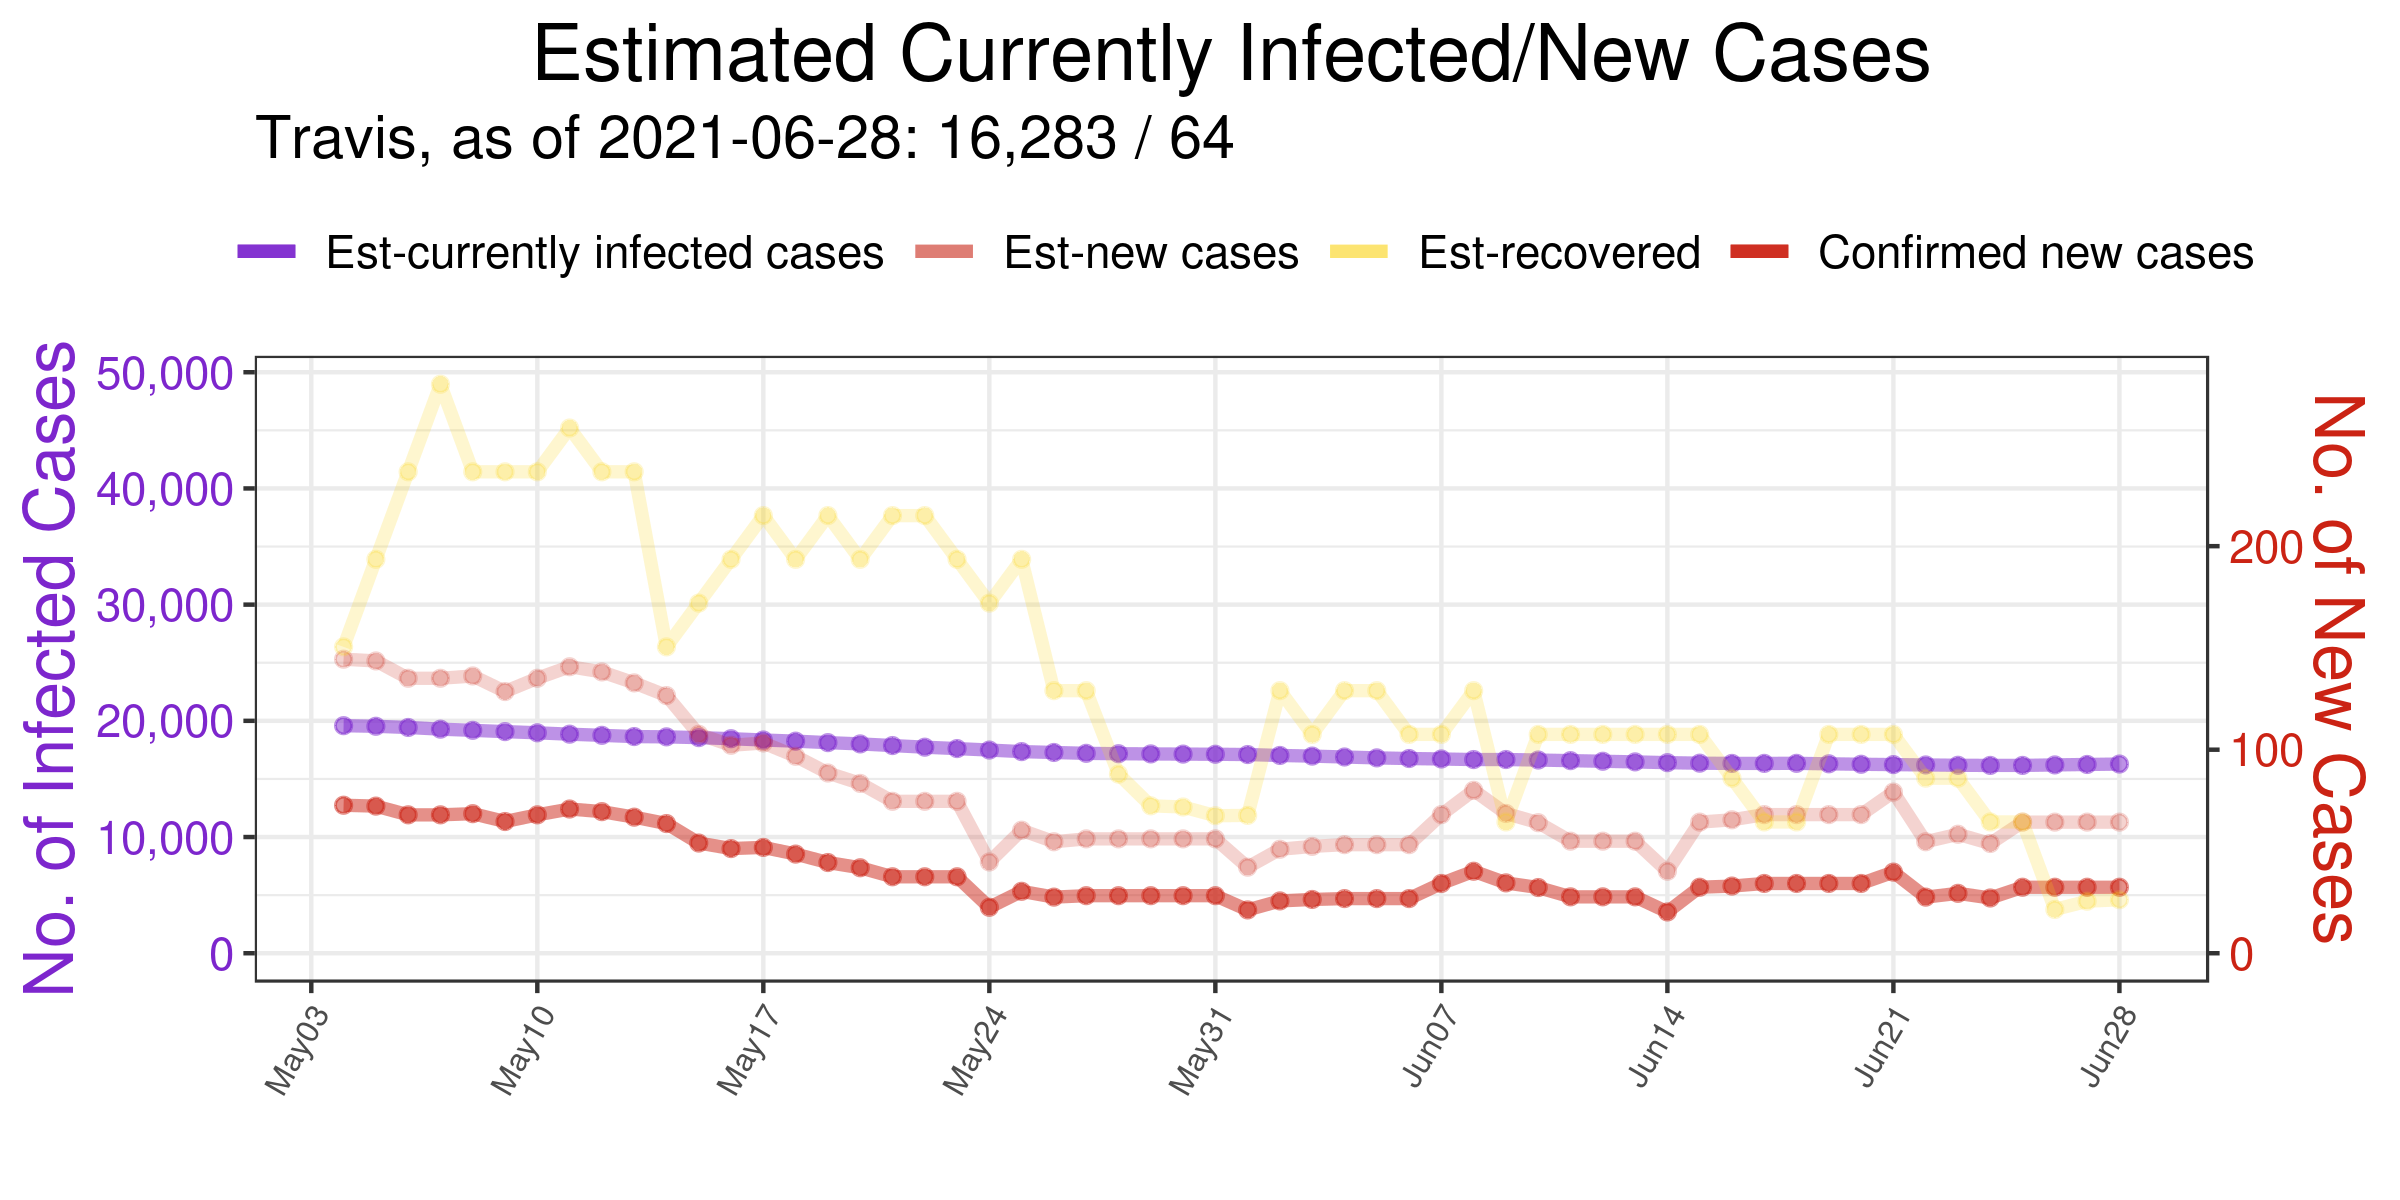 Estimated Currently Infected/New Cases
Travis, as of 2021-06-28: 16,283 / 64
Est-currently infected cases Est-new cases Est-recovered Confirmed new cases
No. of Infected Cases
50,000
40,000
30,000
20,000
10,000
0
No. of New Cases
200
100
0
May03 May10 May17 May24 May31 Jun07 Jun14 Jun21 Jun28